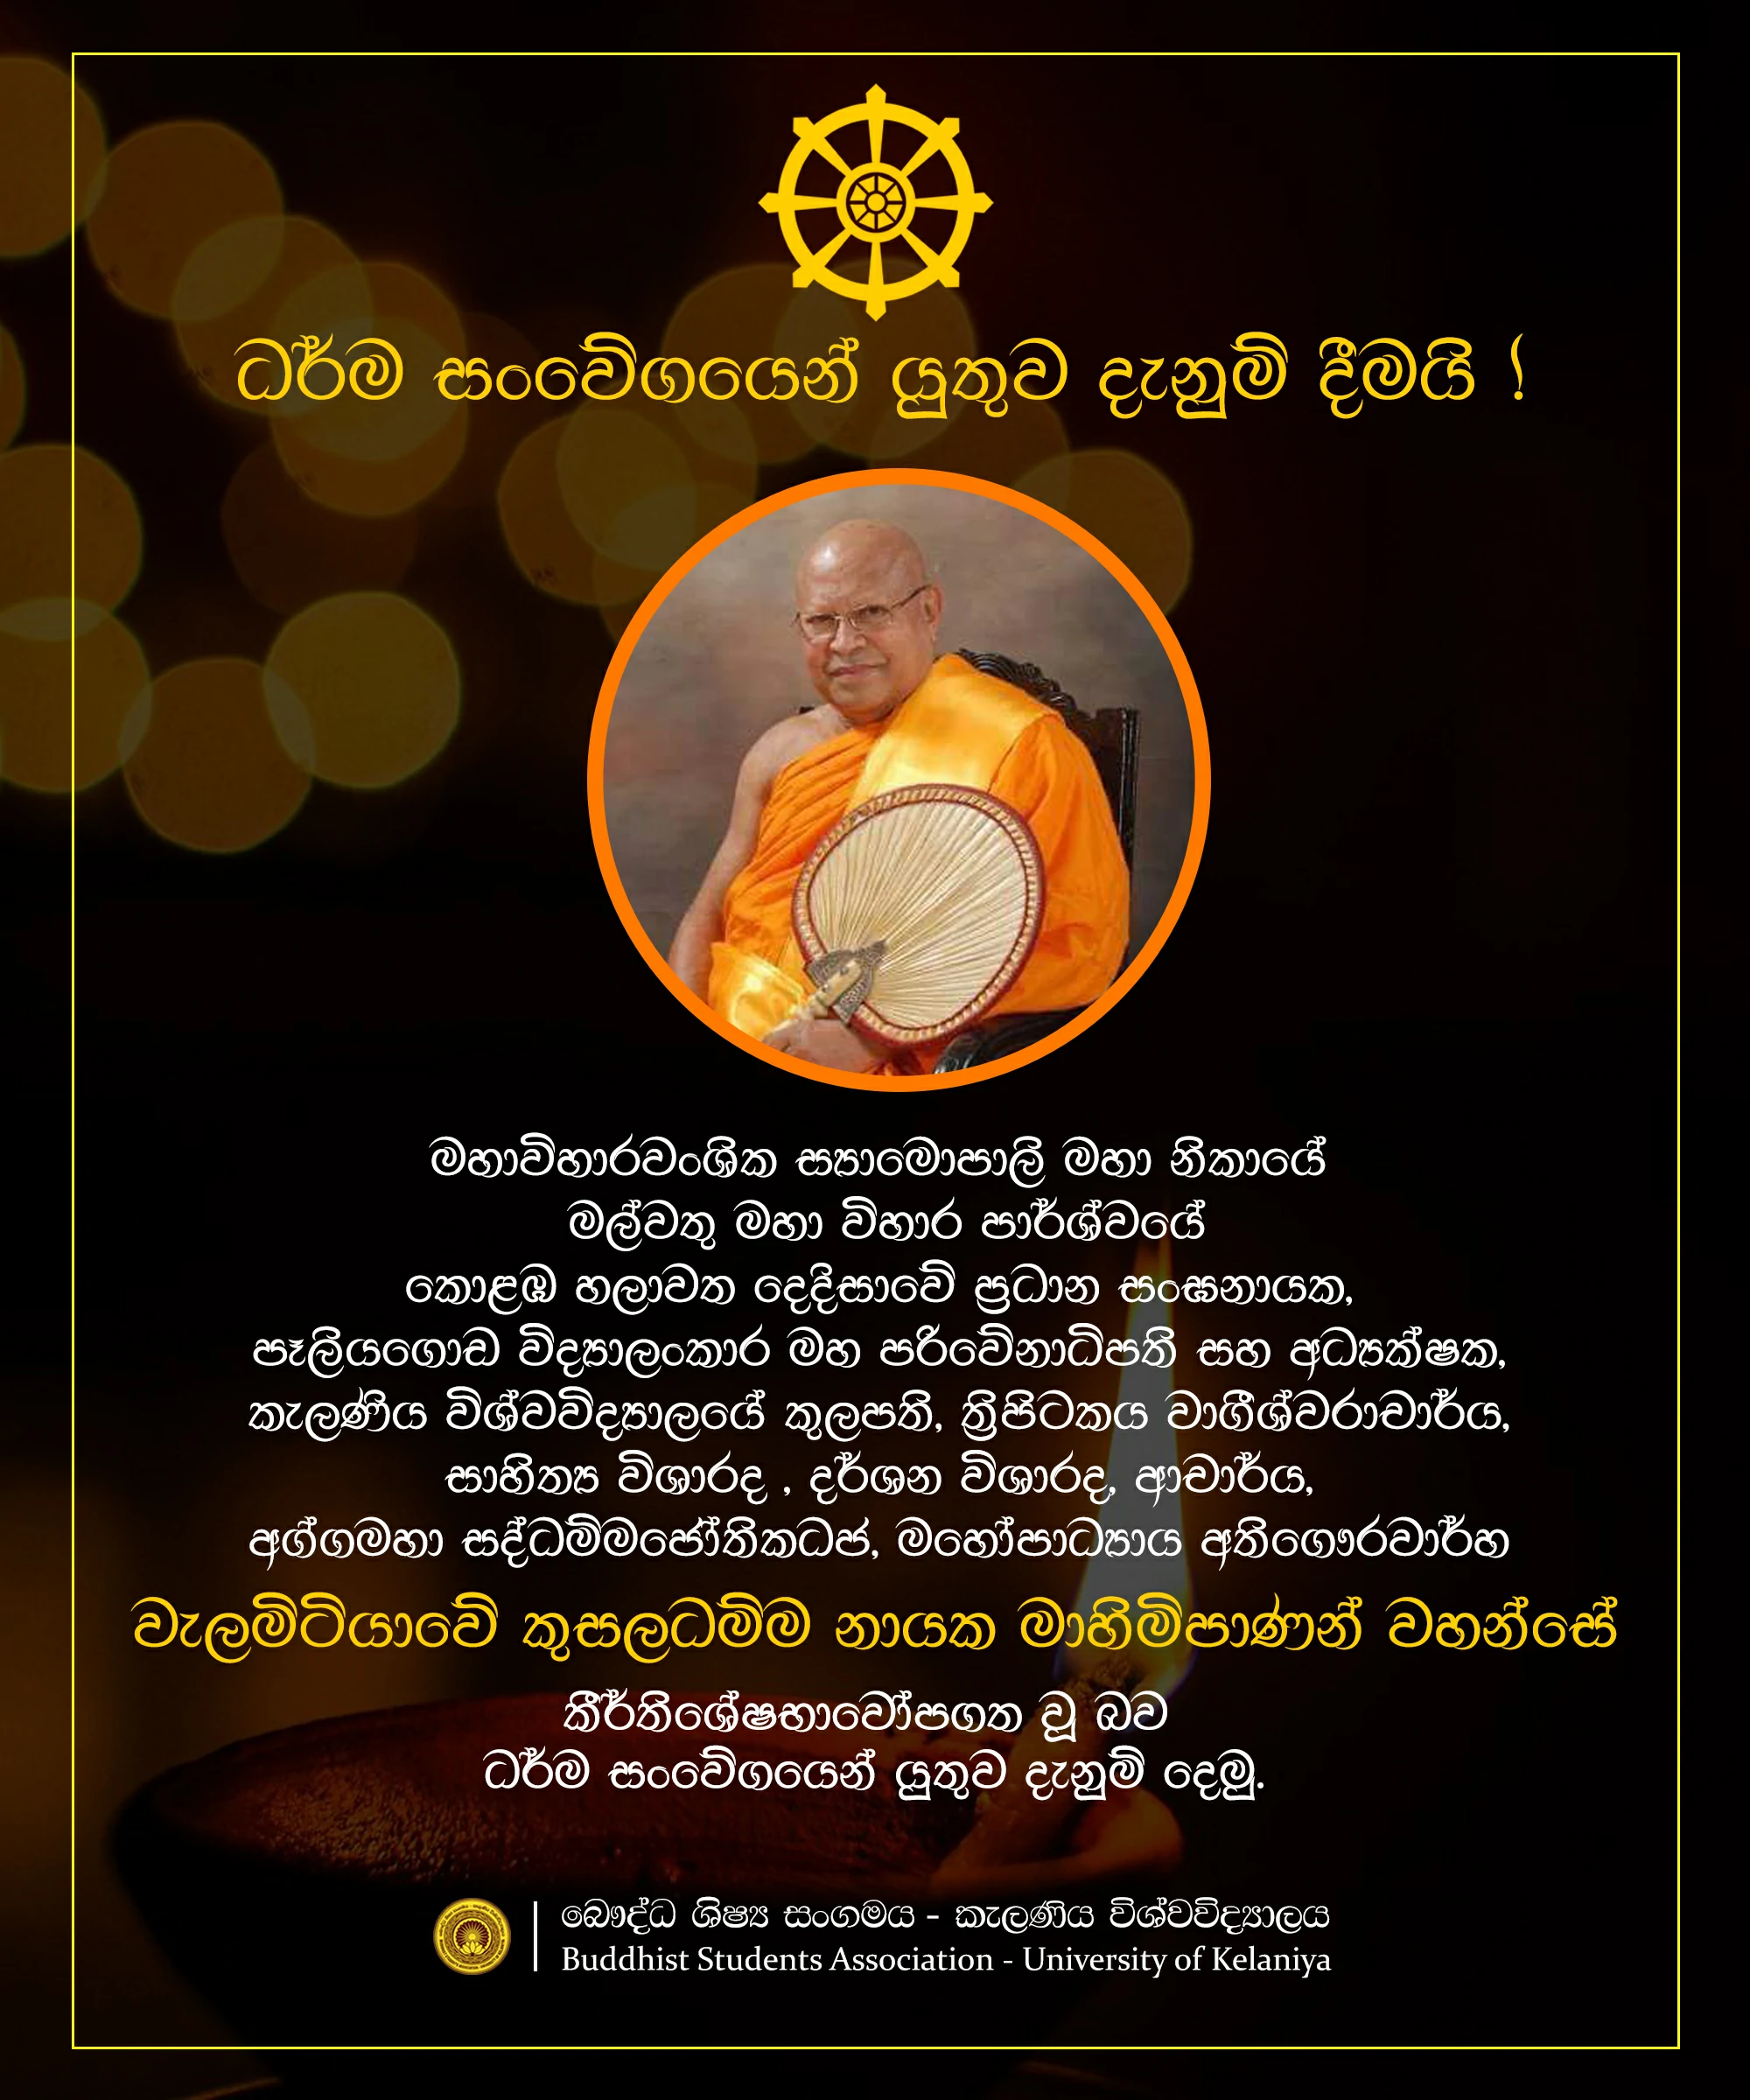 ධර්ම සංවේගයෙන් යුතුව දැනුම් දීමයි !
මහාවිහාරවංශික ස්‍යාමොපාලි මහා නිකායේ
මල්වතු මහා විහාර පාර්ශ්වයේ
කොළඹ හලාවත දෙදිසාවේ ප්‍රධාන සංඝනායක,
පෑලියගොඩ විද්‍යාලංකාර මහ පරිවේනාධිපති සහ අධ්‍යක්ෂක,
කැලණිය විශ්වවිද්‍යාලයේ කුලපති, ත්‍රිපිටකය වාගීශ්වරාචාර්ය,
සාහිත්‍ය විශාරද , දර්ශන විශාරද, ආචාර්ය,
අග්ගමහා සද්ධම්මජෝතිකධජ, මහෝපාධ්‍යාය අතිගෞරවාර්හ
වැලමිටියාවේ කුසලධම්ම නායක මාහිමිපාණන් වහන්සේ
කීර්තිශේෂභාවෝපගත වූ බව
ධර්ම සංවේගයෙන් යුතුව දැනුම් දෙමු.
බෞද්ධ ශිෂ්‍ය සංගමය - කැලණිය විශ්වවිද්‍යාලය
Buddhist Students Association - University of Kelaniya